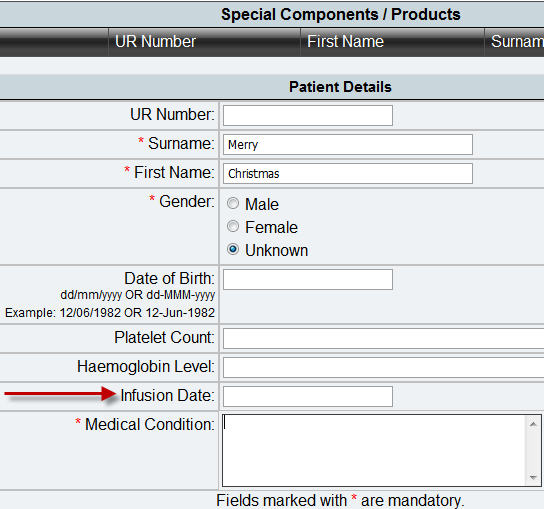 Special Components / Products
UR Number First Name Surnam
Patient Details
UR Number:
* Surname: Merry
* First Name: Christmas
* Gender: Male
Female
Unknown
Date of Birth:
dd/mm/yyyy OR dd-MMM-yyyy
Example: 12/06/1982 OR 12-Jun-1982
Platelet Count:
Haemoglobin Level:
Infusion Date:
* Medical Condition:
Fields marked with * are mandatory.